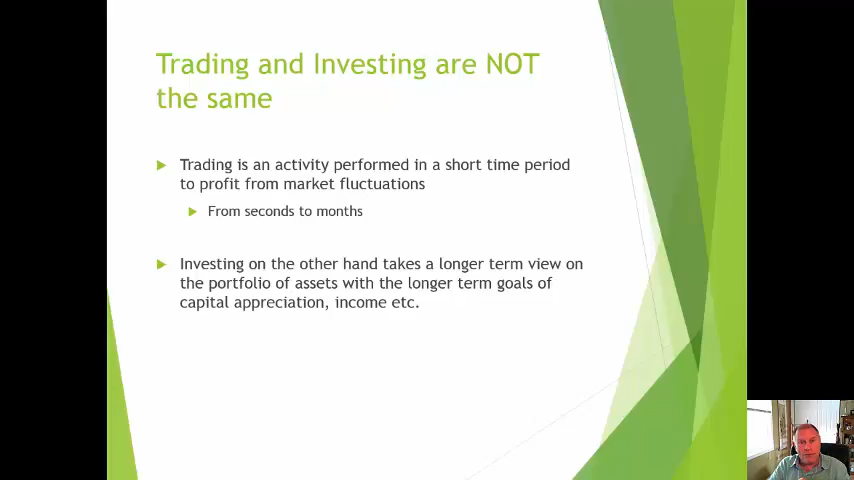 Trading and Investing are NOT
the same
Trading is an activity performed in a short time period
to profit from market fluctuations
From seconds to months
Investing on the other hand takes a longer term view on
the portfolio of assets with the longer term goals of
capital appreciation, income etc.